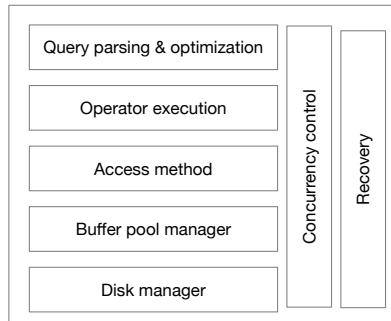 Query parsing & optimization
Operator execution
Access method
Buffer pool manager
Disk manager
Concurrency control
Recovery